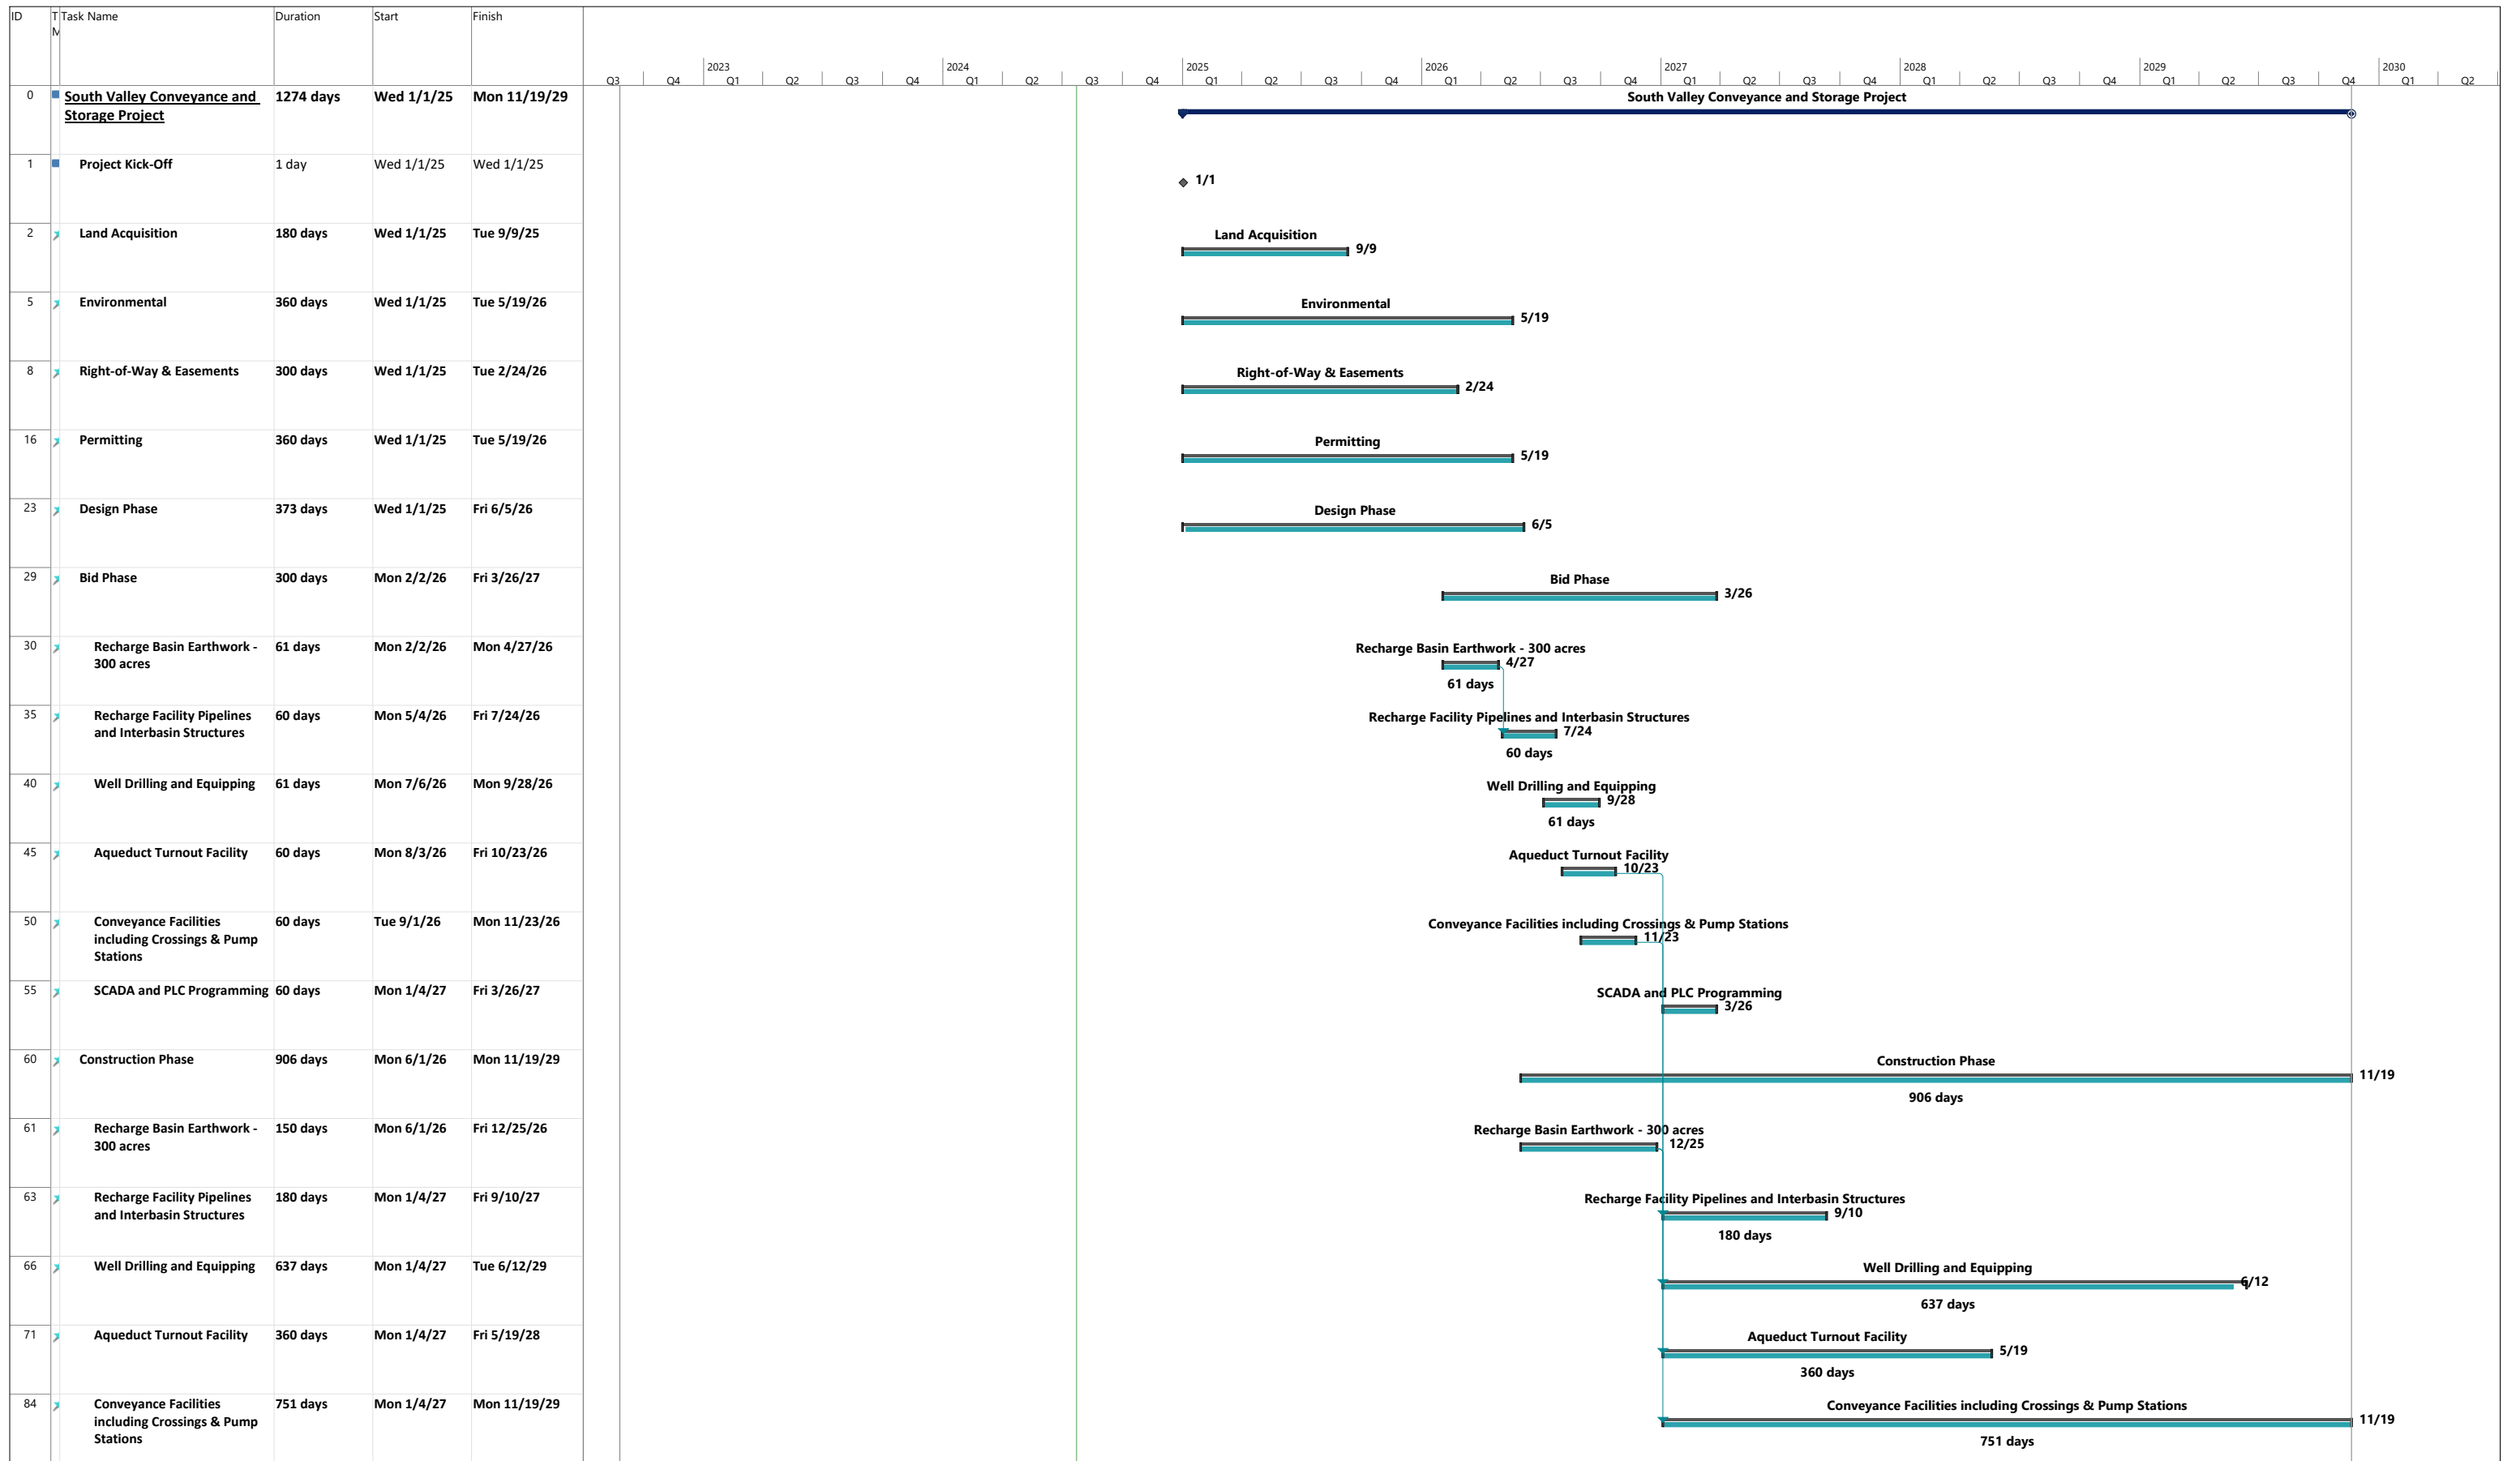 ID T Task Name Duration Start Finish
M
2023 2024 2025 2026 2027 2028 2029 2030
Q3 Q4 Q1 Q2 Q3 Q4 Q1 Q2 Q3 Q4 Q1 Q2 Q3 Q4 Q1 Q2 Q3 Q4 Q1 Q2 Q3 Q4 Q1 Q2 Q3 Q4 Q1 Q2 Q3 Q4 Q1 Q2
0 South Valley Conveyance and 1274 days Wed 1/1/25 Mon 11/19/29 South Valley Conveyance and Storage Project
Storage Project
1 Project Kick-Off 1 day Wed 1/1/25 Wed 1/1/25
1/1
2 Land Acquisition 180 days Wed 1/1/25 Tue 9/9/25 Land Acquisition
9/9
5 Environmental 360 days Wed 1/1/25 Tue 5/19/26 Environmental
5/19
8 Right-of-Way & Easements 300 days Wed 1/1/25 Tue 2/24/26 Right-of-Way & Easements
2/24
16 Permitting 360 days Wed 1/1/25 Tue 5/19/26 Permitting
5/19
23 Design Phase 373 days Wed 1/1/25 Fri 6/5/26 Design Phase
6/5
29 Bid Phase 300 days Mon 2/2/26 Fri 3/26/27 Bid Phase
3/26
30 Recharge Basin Earthwork - 61 days Mon 2/2/26 Mon 4/27/26 Recharge Basin Earthwork - 300 acres
300 acres 4/27
61 days
35 Recharge Facility Pipelines 60 days Mon 5/4/26 Fri 7/24/26 Recharge Facility Pipelines and Interbasin Structures
and Interbasin Structures 7/24
60 days
40 Well Drilling and Equipping 61 days Mon 7/6/26 Mon 9/28/26 Well Drilling and Equipping
9/28
61 days
45 Aqueduct Turnout Facility 60 days Mon 8/3/26 Fri 10/23/26 Aqueduct Turnout Facility
10/23
50 Conveyance Facilities 60 days Tue 9/1/26 Mon 11/23/26 Conveyance Facilities including Crossings & Pump Stations
including Crossings & Pump 11/23
Stations
55 SCADA and PLC Programming 60 days Mon 1/4/27 Fri 3/26/27 SCADA and PLC Programming
3/26
60 Construction Phase 906 days Mon 6/1/26 Mon 11/19/29 Construction Phase
11/19
906 days
61 Recharge Basin Earthwork - 150 days Mon 6/1/26 Fri 12/25/26 Recharge Basin Earthwork - 300 acres
300 acres 12/25
63 Recharge Facility Pipelines 180 days Mon 1/4/27 Fri 9/10/27 Recharge Facility Pipelines and Interbasin Structures
and Interbasin Structures 9/10
180 days
66 Well Drilling and Equipping 637 days Mon 1/4/27 Tue 6/12/29 Well Drilling and Equipping
6/12
637 days
71 Aqueduct Turnout Facility 360 days Mon 1/4/27 Fri 5/19/28 Aqueduct Turnout Facility
5/19
360 days
84 Conveyance Facilities 751 days Mon 1/4/27 Mon 11/19/29 Conveyance Facilities including Crossings & Pump Stations
including Crossings & Pump 11/19
Stations 751 days